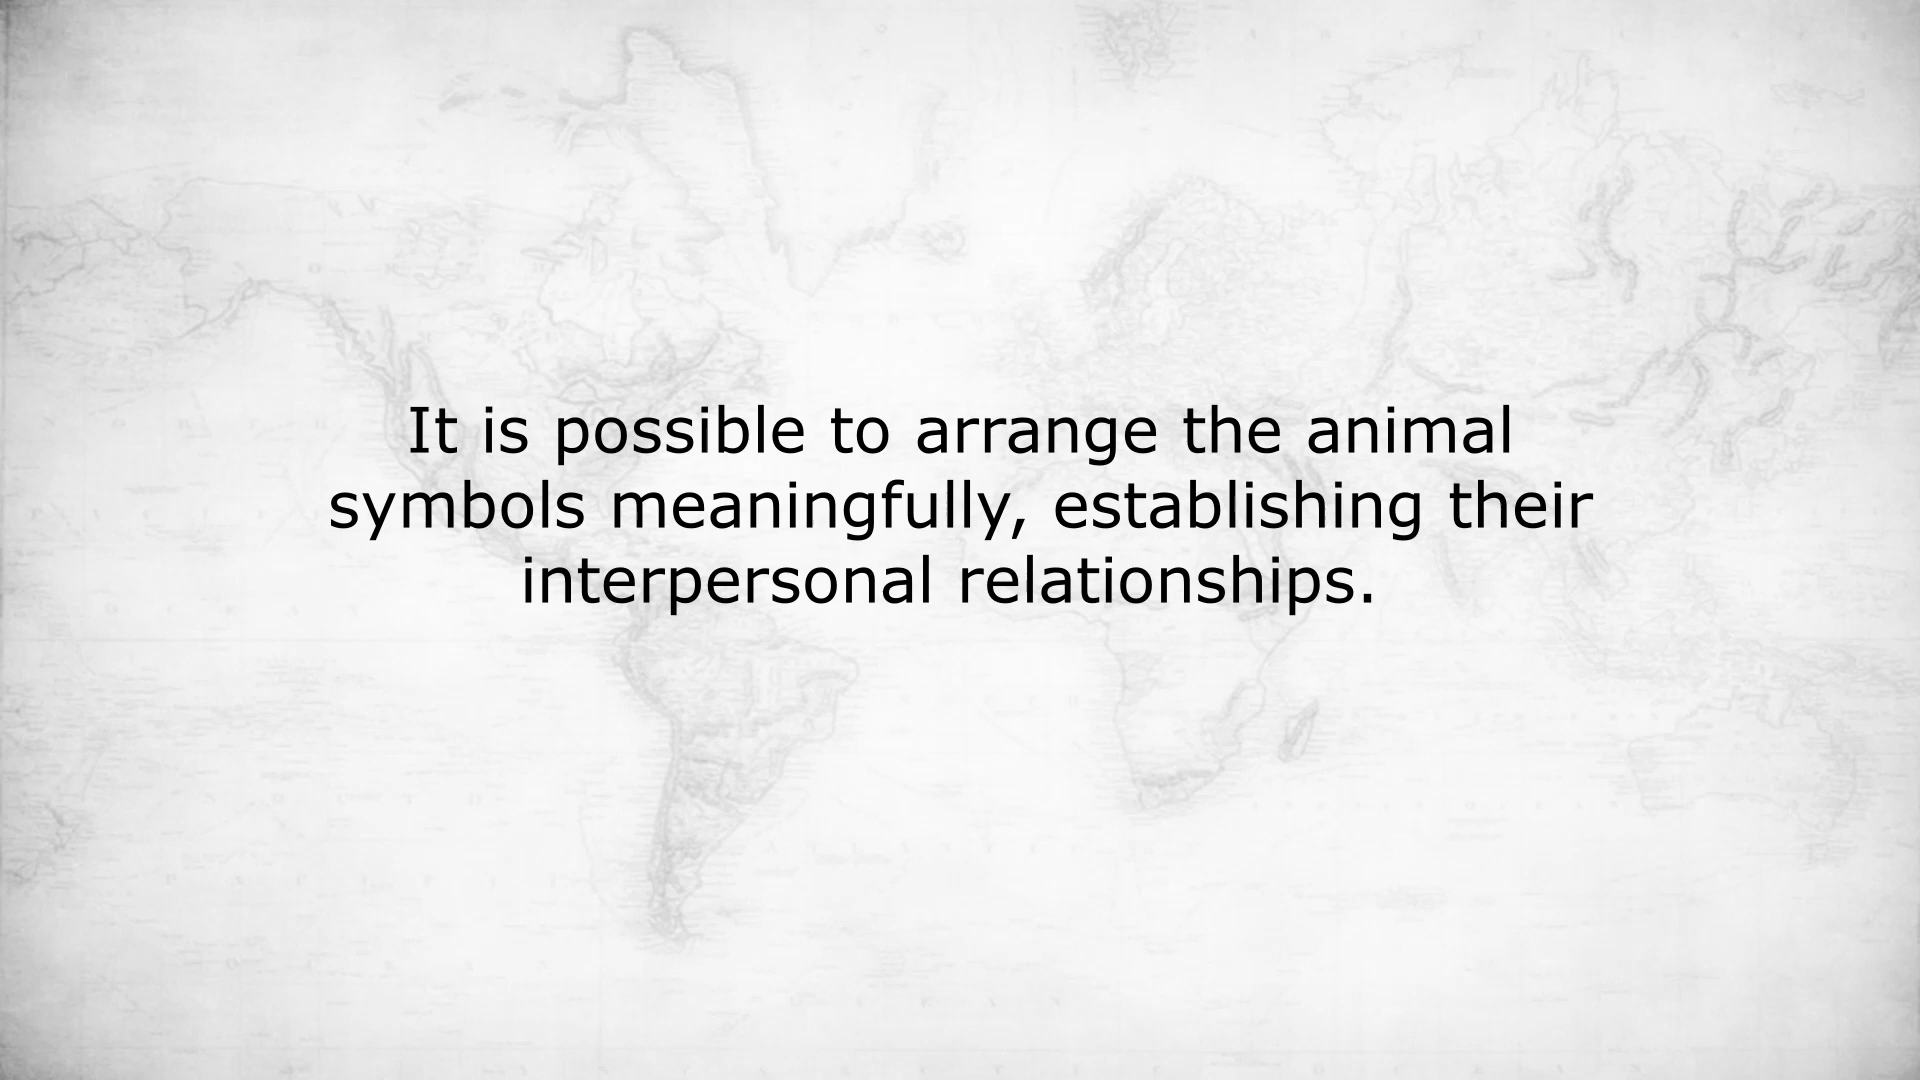 It is possible to arrange the animal
symbols meaningfully, establishing their
interpersonal relationships.